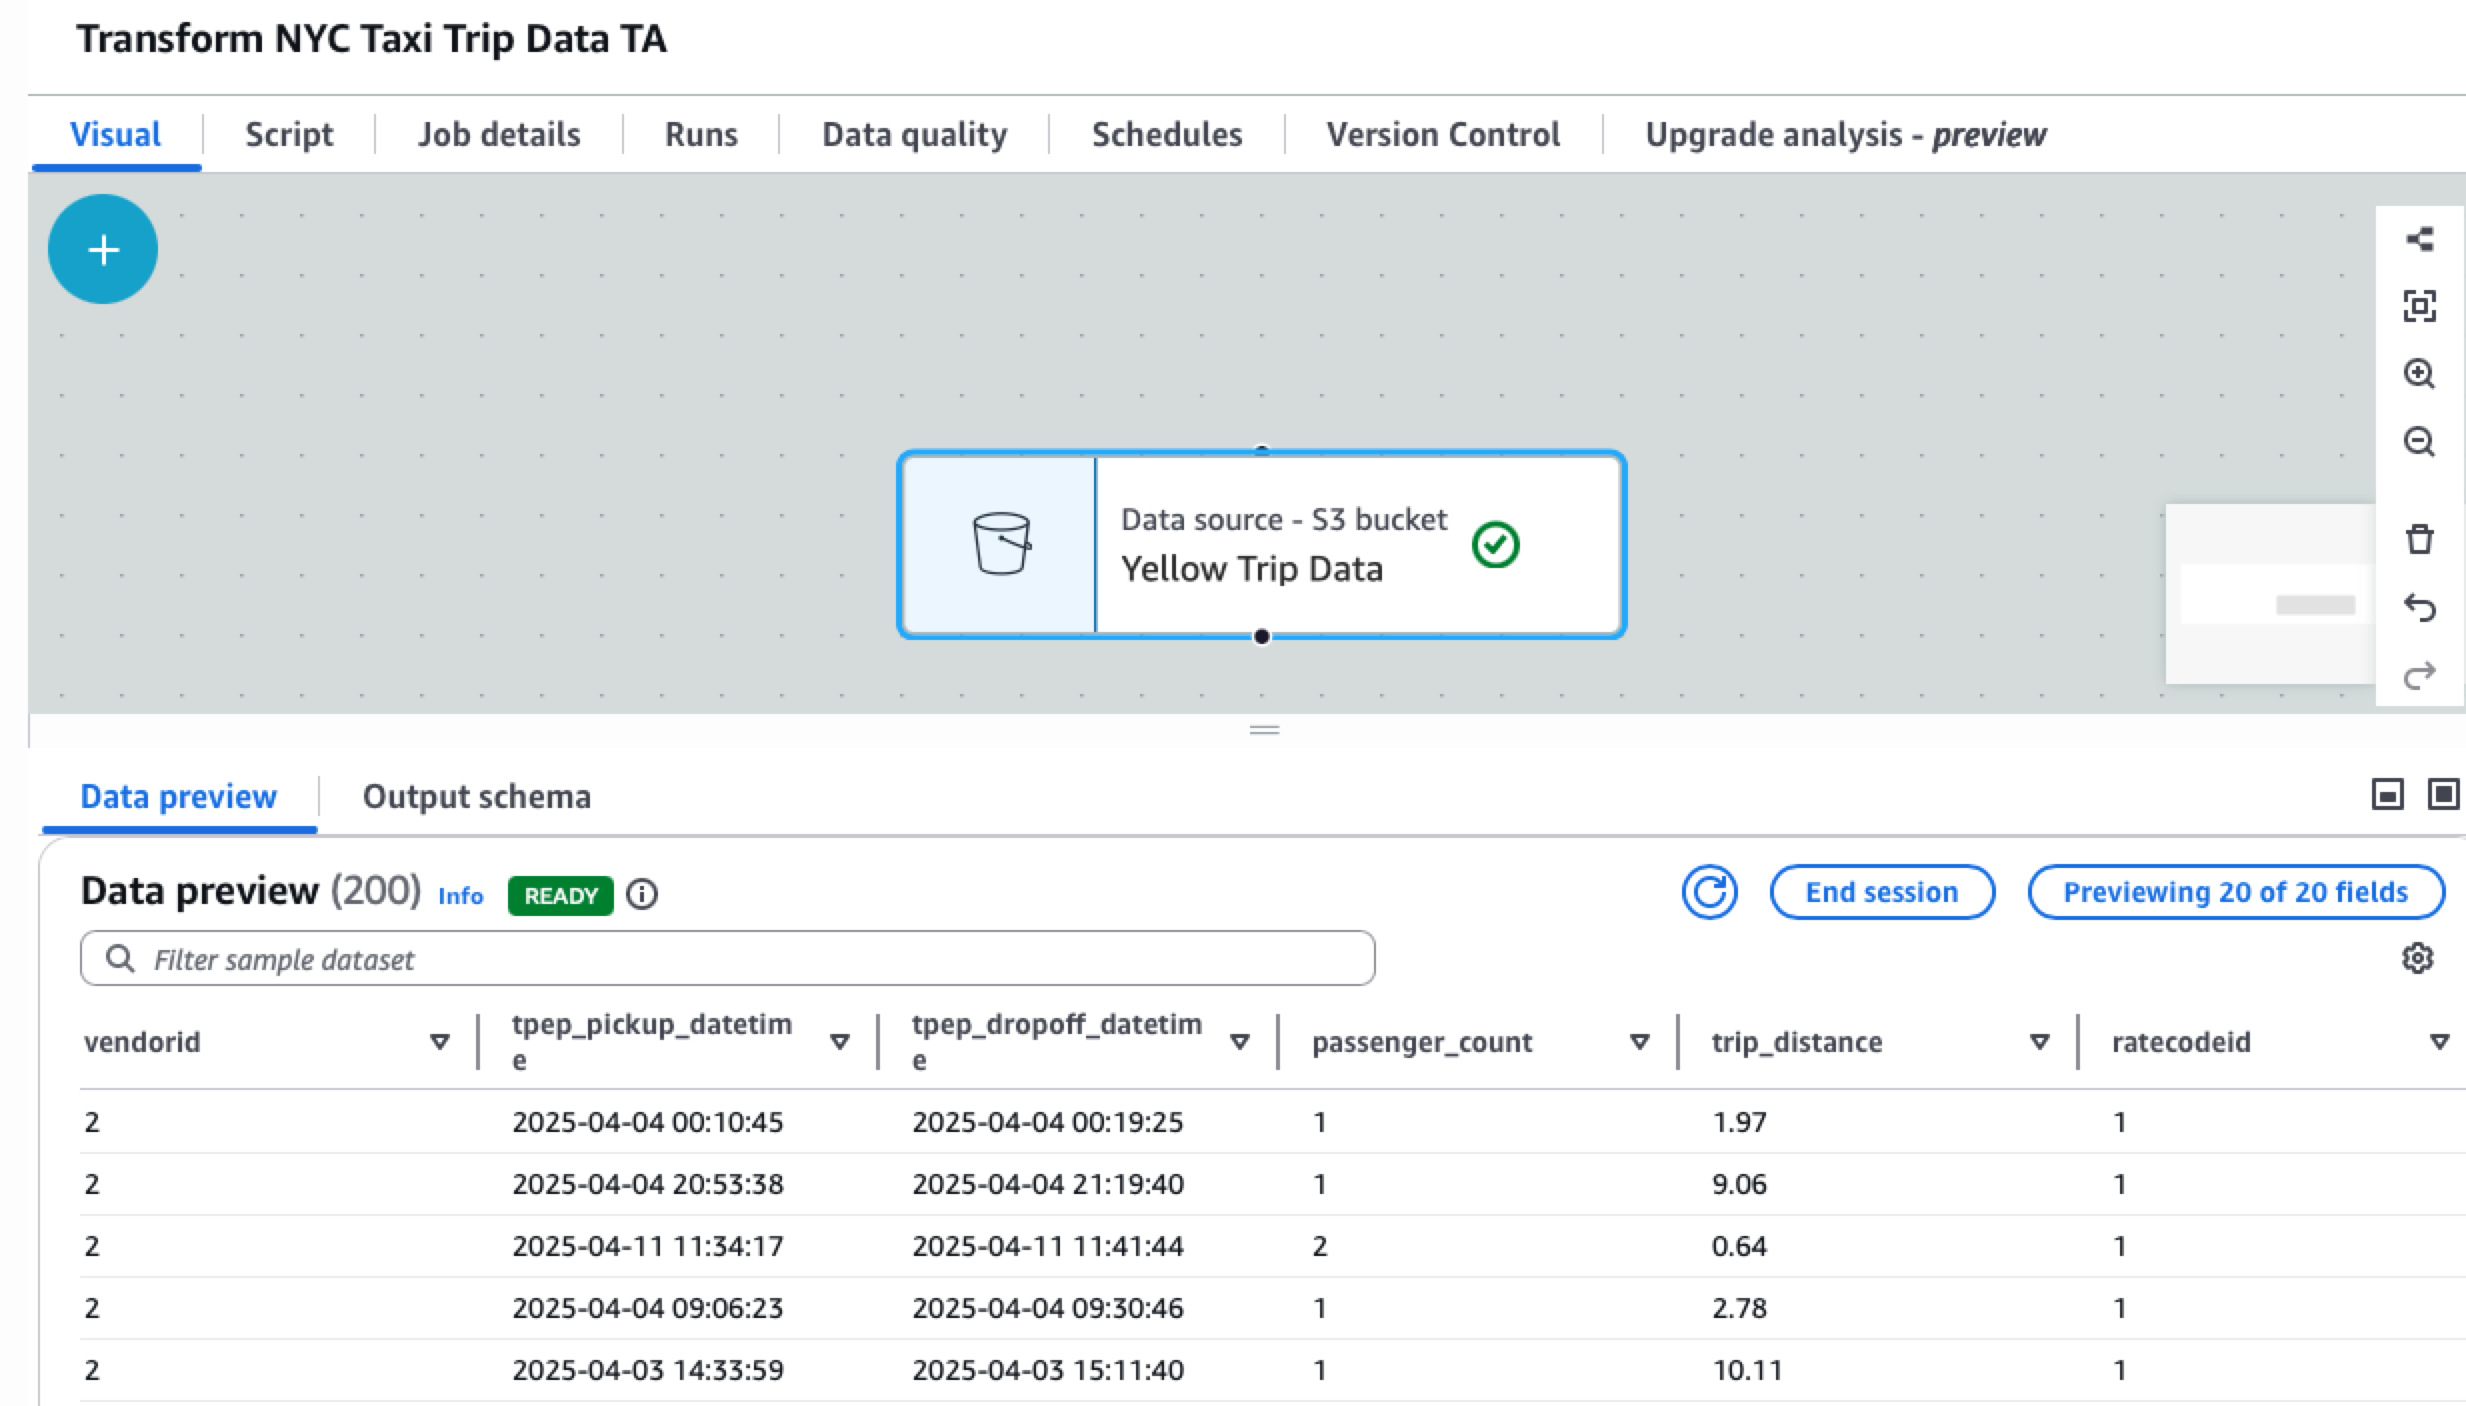 Transform NYC Taxi Trip Data TA
Visual Script Job details Runs Data quality Schedules Version Control Upgrade analysis - preview
Data source - S3 bucket
Yellow Trip Data
Data preview Output schema
Data preview (200) Info READY End session Previewing 20 of 20 fields
Filter sample dataset
vendorid tpep_pickup_datetim tpep_dropoff_datetim passenger_count trip_distance ratecodeid
e e
2 2025-04-04 00:10:45 2025-04-04 00:19:25 1 1.97 1
2 2025-04-04 20:53:38 2025-04-04 21:19:40 1 9.06 1
2 2025-04-11 11:34:17 2025-04-11 11:41:44 2 0.64 1
2 2025-04-04 09:06:23 2025-04-04 09:30:46 1 2.78 1
2 2025-04-03 14:33:59 2025-04-03 15:11:40 1 10.11 1